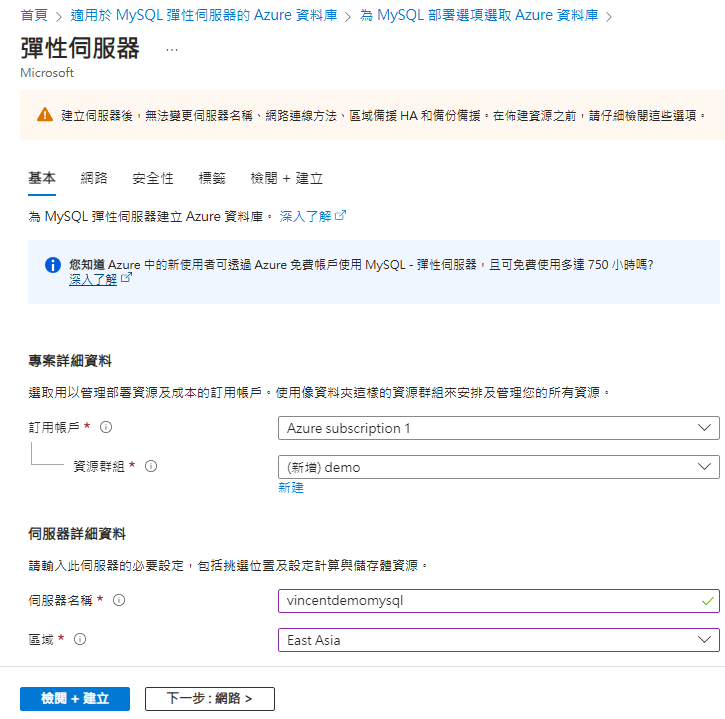 首頁 > 適用於 MySQL 彈性伺服器的 Azure 資料庫 > 為 MySQL 部署選項選取 Azure 資料庫 >
彈性伺服器 ...
Microsoft
建立伺服器後，無法變更伺服器名稱、網路連線方法、區域備援 HA 和備份備援。在佈建資源之前，請仔細檢閱這些選項。
基本 網路 安全性 標籤 檢閱 + 建立
為 MySQL 彈性伺服器建立 Azure 資料庫。 深入了解
您知道 Azure 中的新使用者可透過 Azure 免費帳戶使用 MySQL - 彈性伺服器，且可免費使用多達 750 小時嗎?
深入了解
專案詳細資料
選取用以管理部署資源及成本的訂用帳戶。使用像資料夾這樣的資源群組來安排及管理您的所有資源。
訂用帳戶 * Azure subscription 1
資源群組 * (新增) demo
新建
伺服器詳細資料
請輸入此伺服器的必要設定，包括挑選位置及設定計算與儲存體資源。
伺服器名稱 * vincentdemomysql
區域 * East Asia
檢閱 + 建立 下一步 : 網路 >